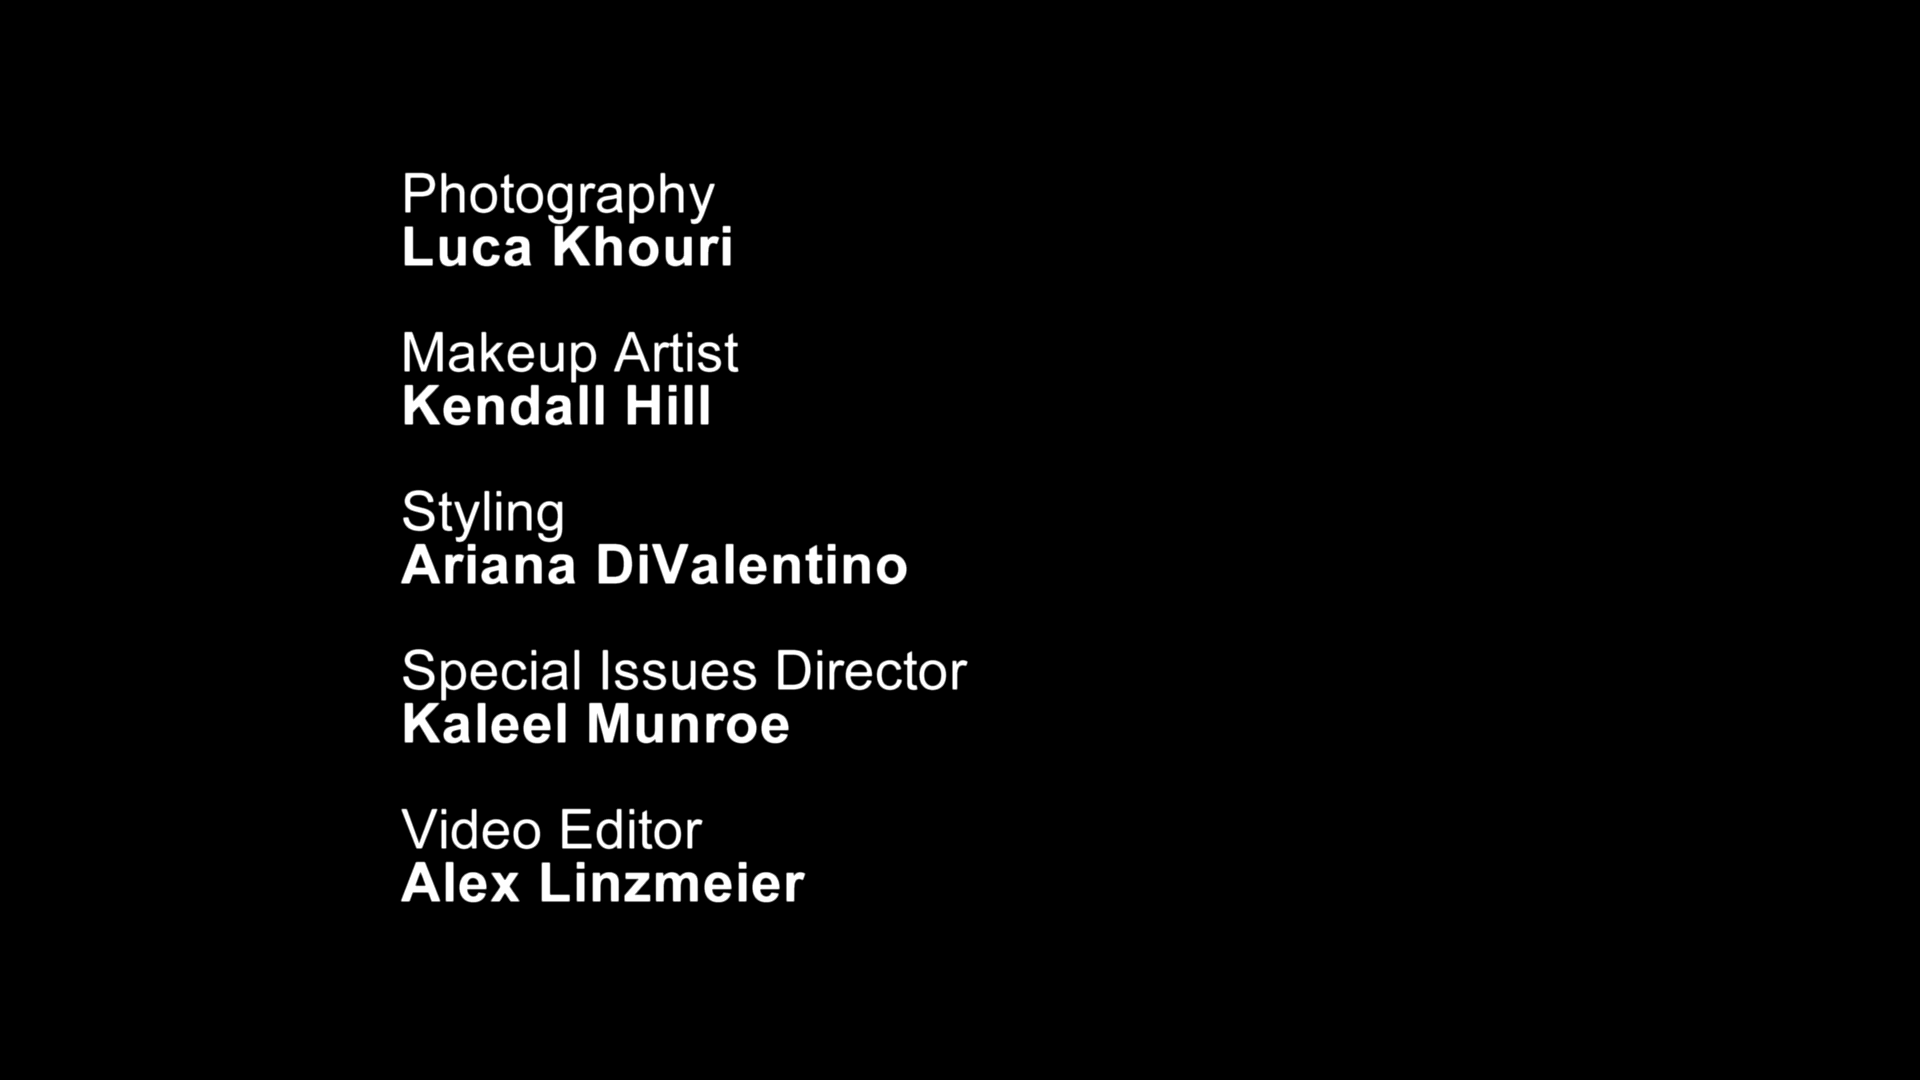 Photography
Luca Khouri
Makeup Artist
Kendall Hill
Styling
Ariana DiValentino
Special Issues Director
Kaleel Munroe
Video Editor
Alex Linzmeier